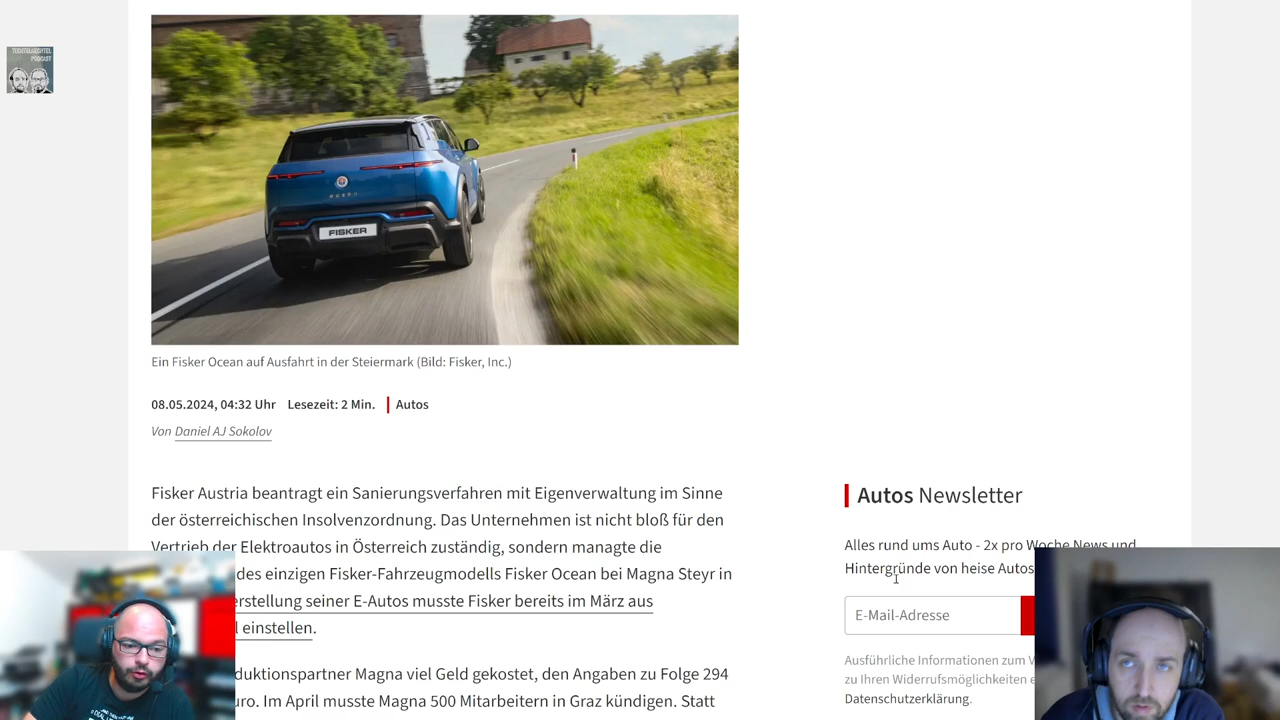 TECHTELMECHTEL
PODCAST
OCEAN
FISKER
Ein Fisker Ocean auf Ausfahrt in der Steiermark (Bild: Fisker, Inc.)
08.05.2024, 04:32 Uhr Lesezeit: 2 Min. Autos
Von Daniel AJ Sokolov
Fisker Austria beantragt ein Sanierungsverfahren mit Eigenverwaltung im Sinne
der österreichischen Insolvenzordnung. Das Unternehmen ist nicht bloß für den
Vertrieb der Elektroautos in Österreich zuständig, sondern managte die
des einzigen Fisker-Fahrzeugmodells Fisker Ocean bei Magna Steyr in
erstellung seiner E-Autos musste Fisker bereits im März aus
l einstellen.
duktionspartner Magna viel Geld gekostet, den Angaben zu Folge 294
uro. Im April musste Magna 500 Mitarbeitern in Graz kündigen. Statt
Autos Newsletter
Alles rund ums Auto - 2x pro Woche News und
Hintergründe von heise Autos
E-Mail-Adresse
Ausführliche Informationen zum V
zu Ihren Widerrufsmöglichkeiten e
Datenschutzerklärung.